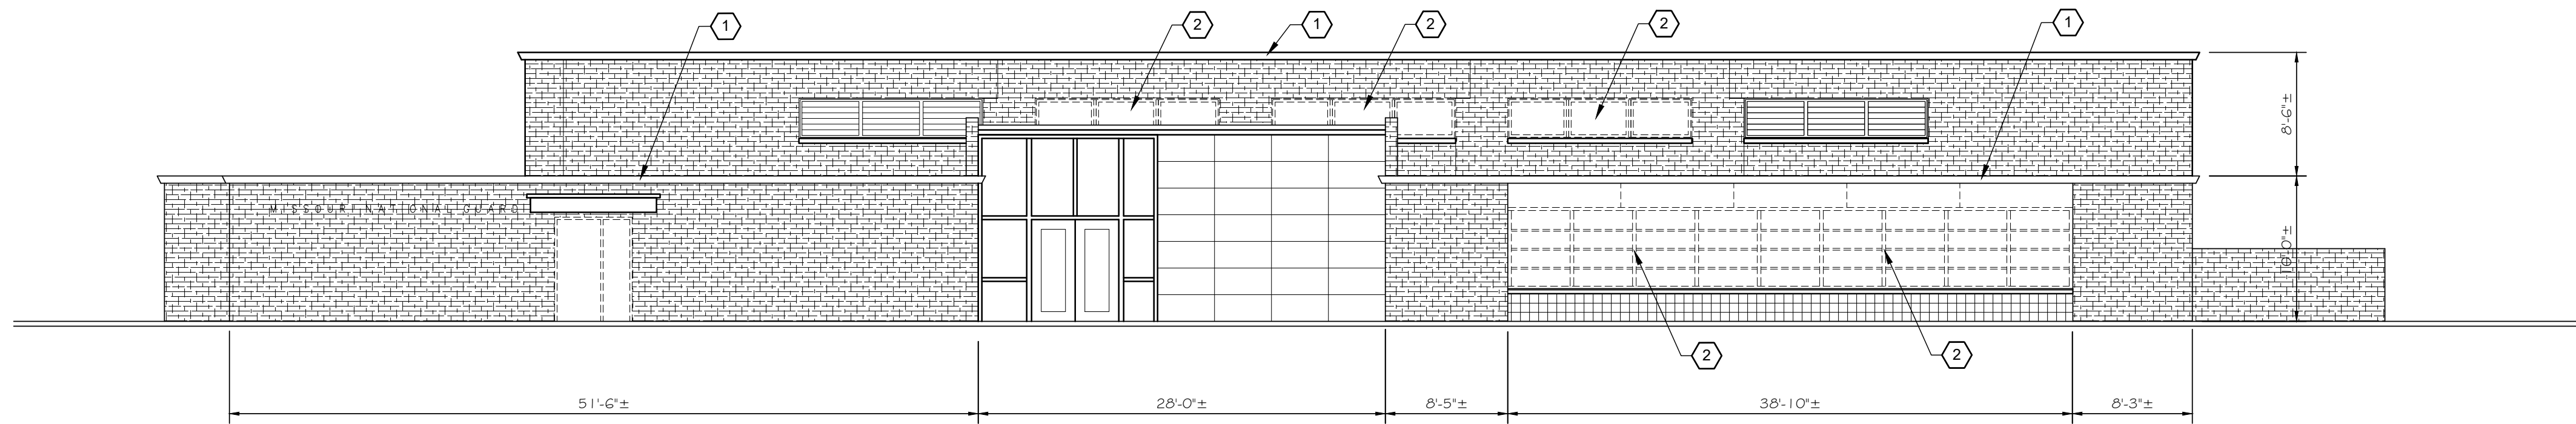 1 2 1 2 2 1
8'-6"±
MISSOURI NATIONAL GUARD
10'-0"±
2 2
51'-6"± 28'-0"± 8'-5"± 38'-10"± 8'-3"±